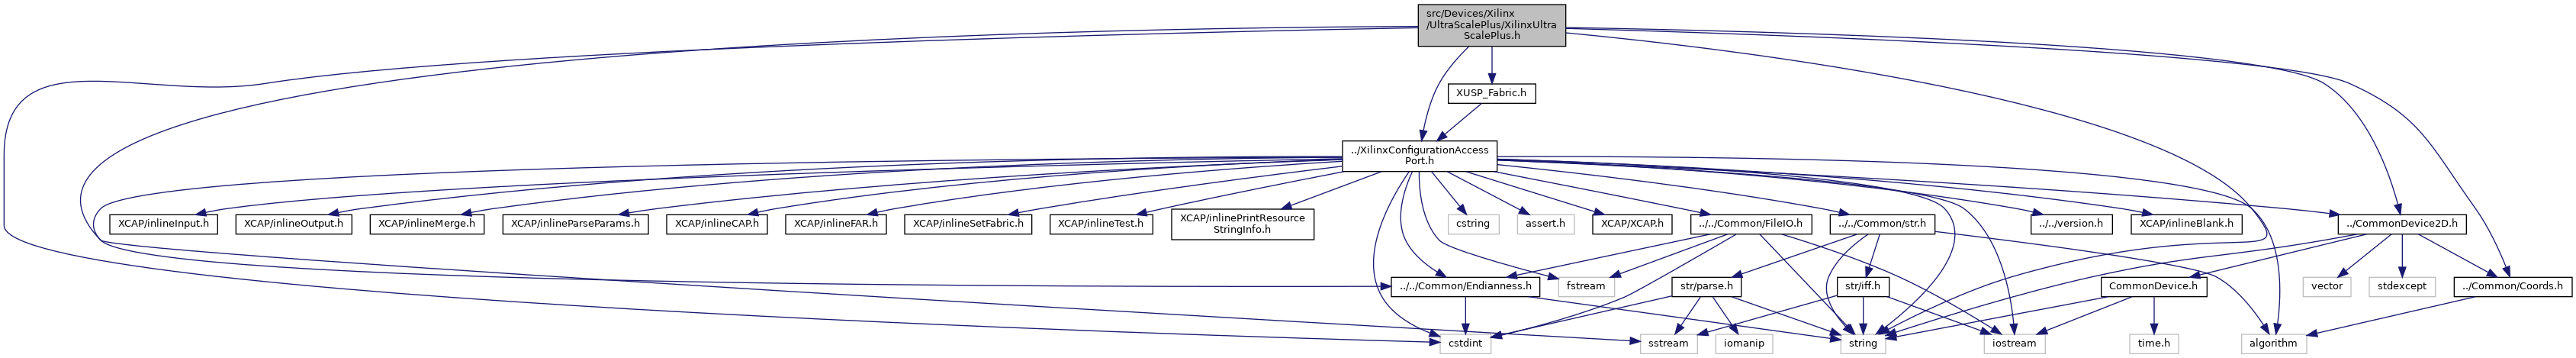 src/Devices/Xilinx
/UltraScalePlus/XilinxUltra
ScalePlus.h
XUSP_Fabric.h
../XilinxConfigurationAccess
Port.h
XCAP/inlineInput.h
XCAP/inlineOutput.h
XCAP/inlineMerge.h
XCAP/inlineParseParams.h
XCAP/inlineCAP.h
XCAP/inlineFAR.h
XCAP/inlineSetFabric.h
XCAP/inlineTest.h
XCAP/inlinePrintResource
StringInfo.h
cstring
assert.h
XCAP/XCAP.h
../../Common/FileIO.h
../../Common/str.h
../../version.h
XCAP/inlineBlank.h
../CommonDevice2D.h
../../Common/Endianness.h
fstream
str/parse.h
str/iff.h
CommonDevice.h
vector
stdexcept
../Common/Coords.h
cstdint
sstream
iomanip
string
iostream
time.h
algorithm